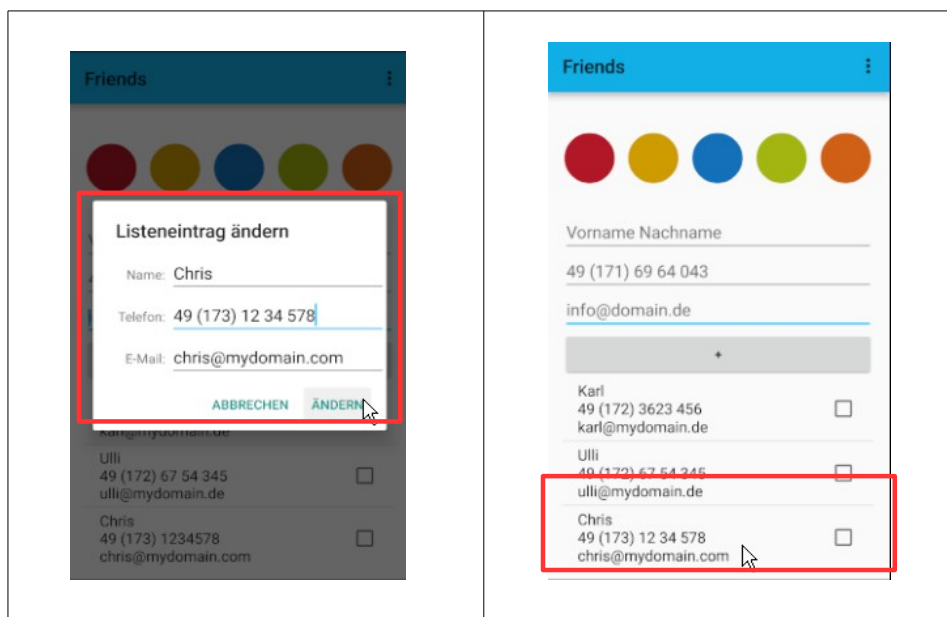 Friends
Listeneintrag ändern
Name: Chris
Telefon: 49 (173) 12 34 578
E-Mail: chris@mydomain.com
ABBRECHEN ÄNDERN
karl@mydomain.de
Ulli
49 (172) 67 54 345
ulli@mydomain.de
Chris
49 (173) 1234578
chris@mydomain.com
Friends
Vorname Nachname
49 (171) 69 64 043
info@domain.de
+
Karl
49 (172) 3623 456
karl@mydomain.de
Ulli
49 (172) 67 54 345
ulli@mydomain.de
Chris
49 (173) 12 34 578
chris@mydomain.com